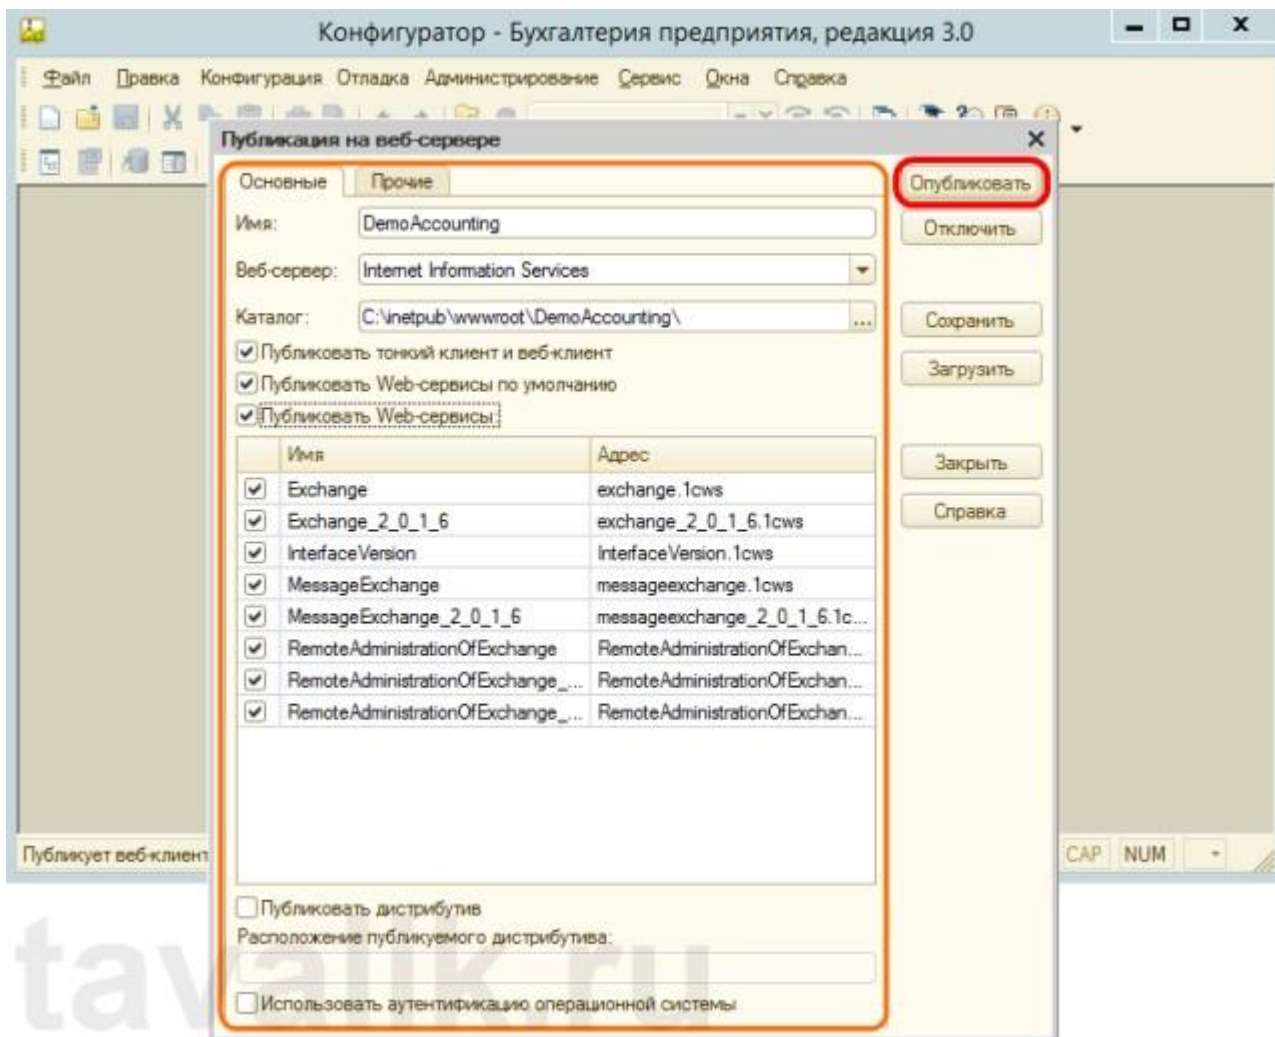 Конфигуратор - Бухгалтерия предприятия, редакция 3.0
Файл Правка Конфигурация Отладка Администрирование Сервис Окна Справка
Публикация на веб-сервере
Основные Прочие Опубликовать
Имя: DemoAccounting Отключить
Веб-сервер: Internet Information Services
Каталог: C:\inetpub\wwwroot\DemoAccounting\ ... Сохранить
Публиковать тонкий клиент и веб-клиент
Загрузить
Публиковать Web-сервисы по умолчанию
Публиковать Web-сервисы
Имя Адрес Закрыть
Exchange exchange.1cws
Справка
Exchange_2_0_1_6 exchange_2_0_1_6.1cws
InterfaceVersion InterfaceVersion.1cws
MessageExchange messageexchange.1cws
MessageExchange_2_0_1_6 messageexchange_2_0_1_6.1c...
RemoteAdministrationOfExchange RemoteAdministrationOfExchan...
RemoteAdministrationOfExchange_... RemoteAdministrationOfExchan...
RemoteAdministrationOfExchange_... RemoteAdministrationOfExchan...
Публикует веб-клиент CAP NUM
Публиковать дистрибутив
Расположение публикуемого дистрибутива:
Использовать аутентификацию операционной системы
tavalik.ru